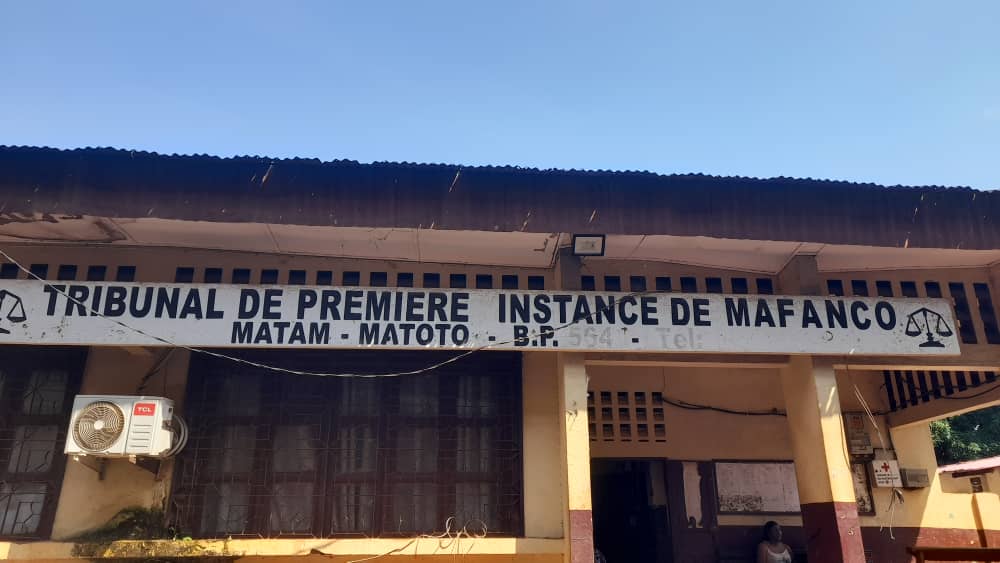 TRIBUNAL DE PREMIERE INSTANCE DE MAFANCO
MATAM - MATOTO - B.P. 564 - Tel:
TCL